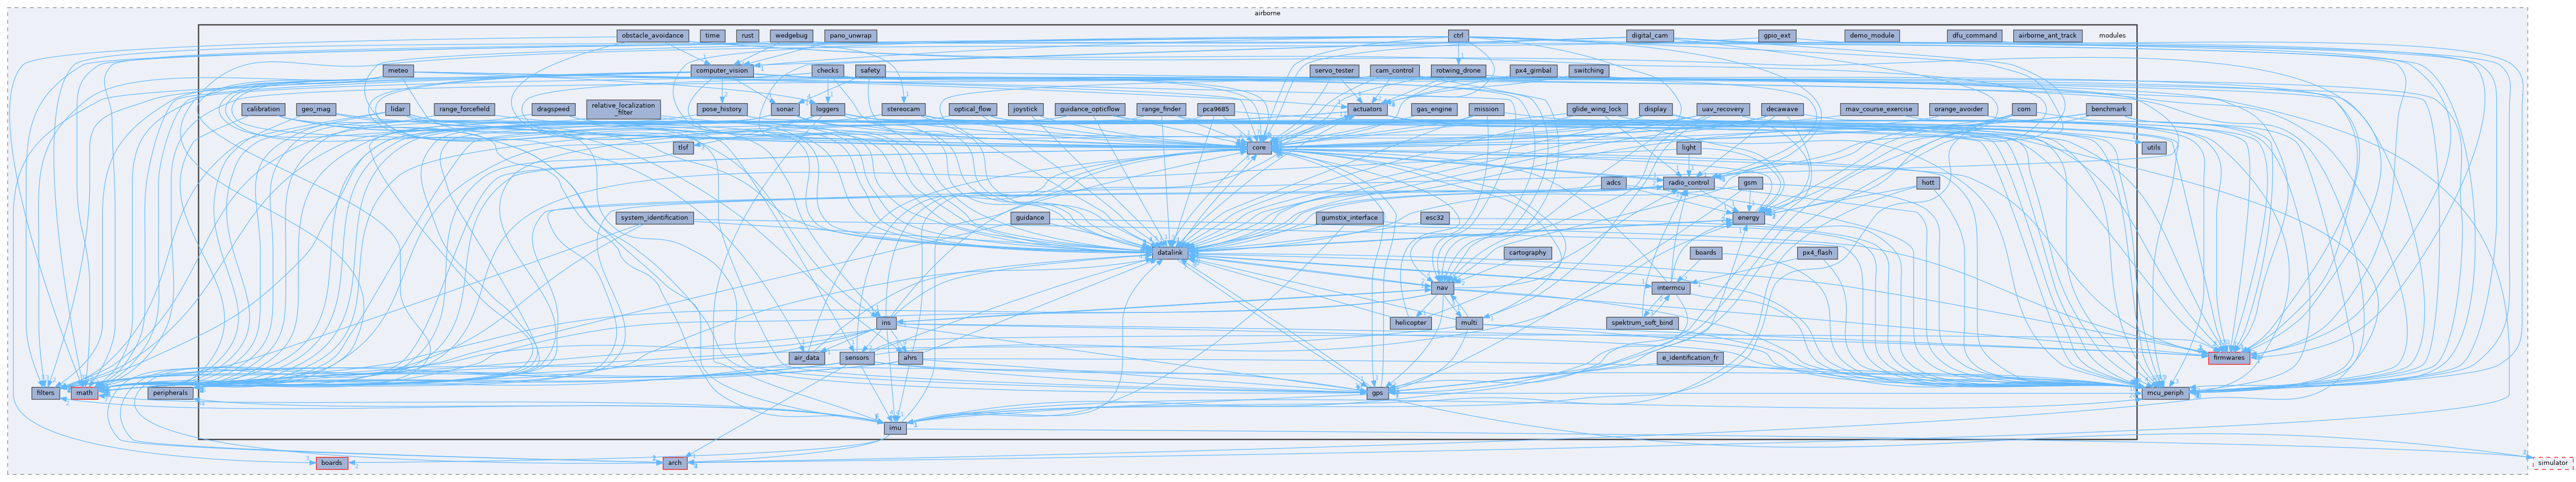 airborne
obstacle_avoidance
time
rust
wedgebug
pano_unwrap
ctrl
digital_cam
gpio_ext
demo_module
dfu_command
airborne_ant_track
modules
meteo
computer_vision
checks
safety
servo_tester
cam_control
rotwing_drone
px4_gimbal
switching
calibration
geo_mag
lidar
range_forcefield
dragspeed
relative_localization
_filter
pose_history
sonar
loggers
stereocam
optical_flow
joystick
guidance_opticflow
range_finder
pca9685
actuators
gas_engine
mission
glide_wing_lock
display
uav_recovery
decawave
mav_course_exercise
orange_avoider
com
benchmark
tlsf
core
light
utils
adcs
radio_control
gsm
hott
system_identification
guidance
gumstix_interface
esc32
energy
datalink
cartography
boards
px4_flash
nav
intermcu
ins
helicopter
multi
spektrum_soft_bind
air_data
sensors
ahrs
e_identification_fr
firmwares
filters
math
peripherals
gps
mcu_periph
imu
boards
arch
simulator